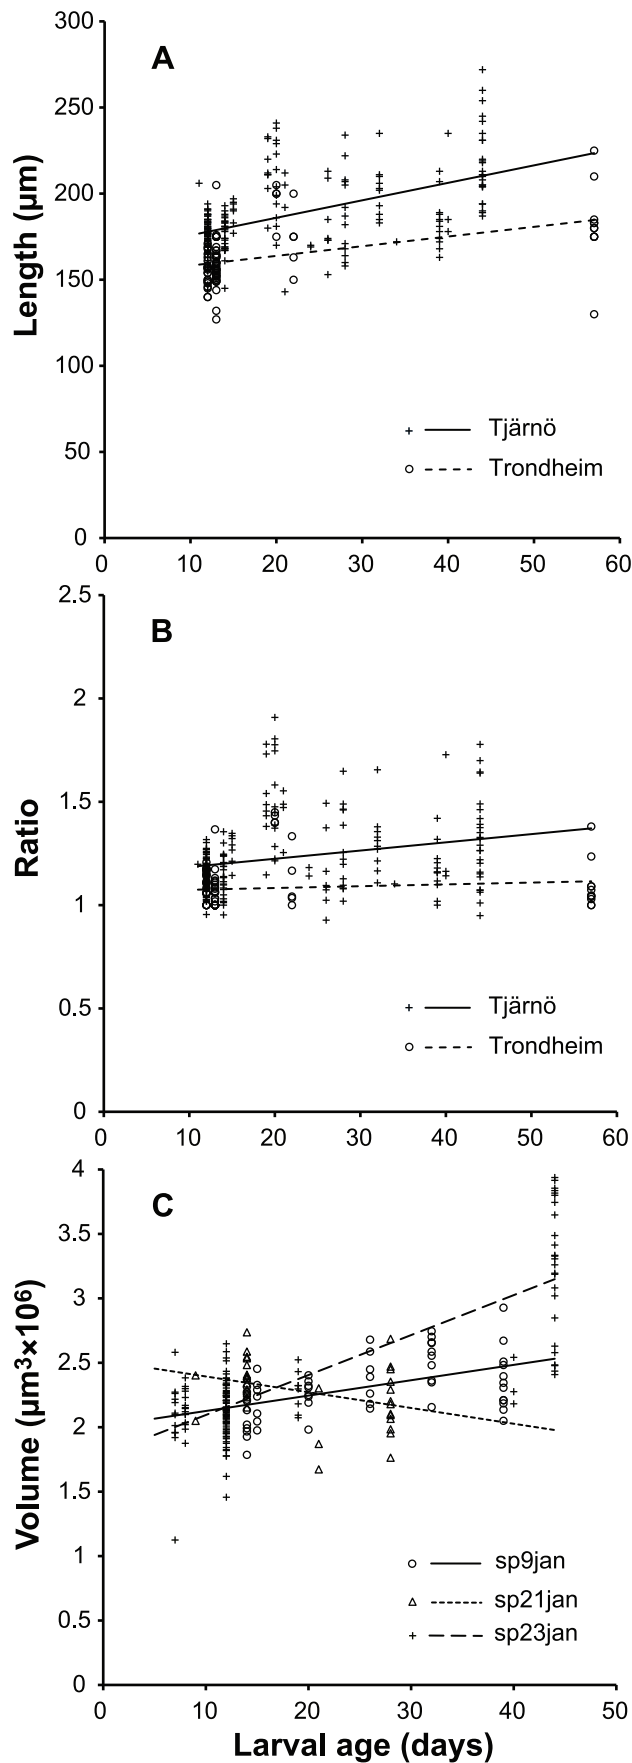 A
Length (µm)
300
250
200
150
100
50
0
Tjärnö
Trondheim
0 10 20 30 40 50 60
B
Ratio
2.5
2
1.5
1
0.5
0
Tjärnö
Trondheim
0 10 20 30 40 50 60
C
Volume (µm³×10⁶)
4
3.5
3
2.5
2
1.5
1
0.5
0
sp9jan
sp21jan
sp23jan
0 10 20 30 40 50
Larval age (days)